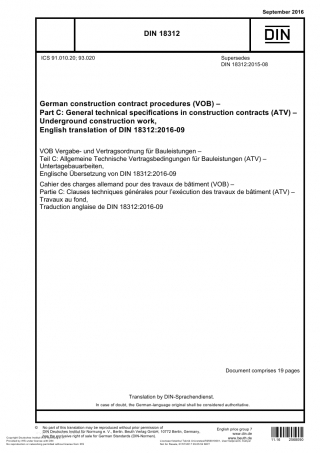 September 2016
DIN 18312
DIN
ICS 91.010.20; 93.020
Supersedes
DIN 18312:2015-08
German construction contract procedures (VOB) –
Part C: General technical specifications in construction contracts (ATV) –
Underground construction work,
English translation of DIN 18312:2016-09
VOB Vergabe- und Vertragsordnung für Bauleistungen –
Teil C: Allgemeine Technische Vertragsbedingungen für Bauleistungen (ATV) –
Untertagebauarbeiten,
Englische Übersetzung von DIN 18312:2016-09
Cahier des charges allemand pour des travaux de bâtiment (VOB) –
Partie C: Clauses techniques générales pour l'exécution des travaux de bâtiment (ATV) –
Travaux au fond,
Traduction anglaise de DIN 18312:2016-09
Document comprises 19 pages
Translation by DIN-Sprachendienst.
In case of doubt, the German-language original shall be considered authoritative.
© No part of this translation may be reproduced without prior permission of
DIN Deutsches Institut für Normung e. V., Berlin. Beuth Verlag GmbH, 10772 Berlin, Germany,
has the exclusive right of sale for German Standards (DIN-Normen).
English price group 7
www.din.de
www.beuth.de